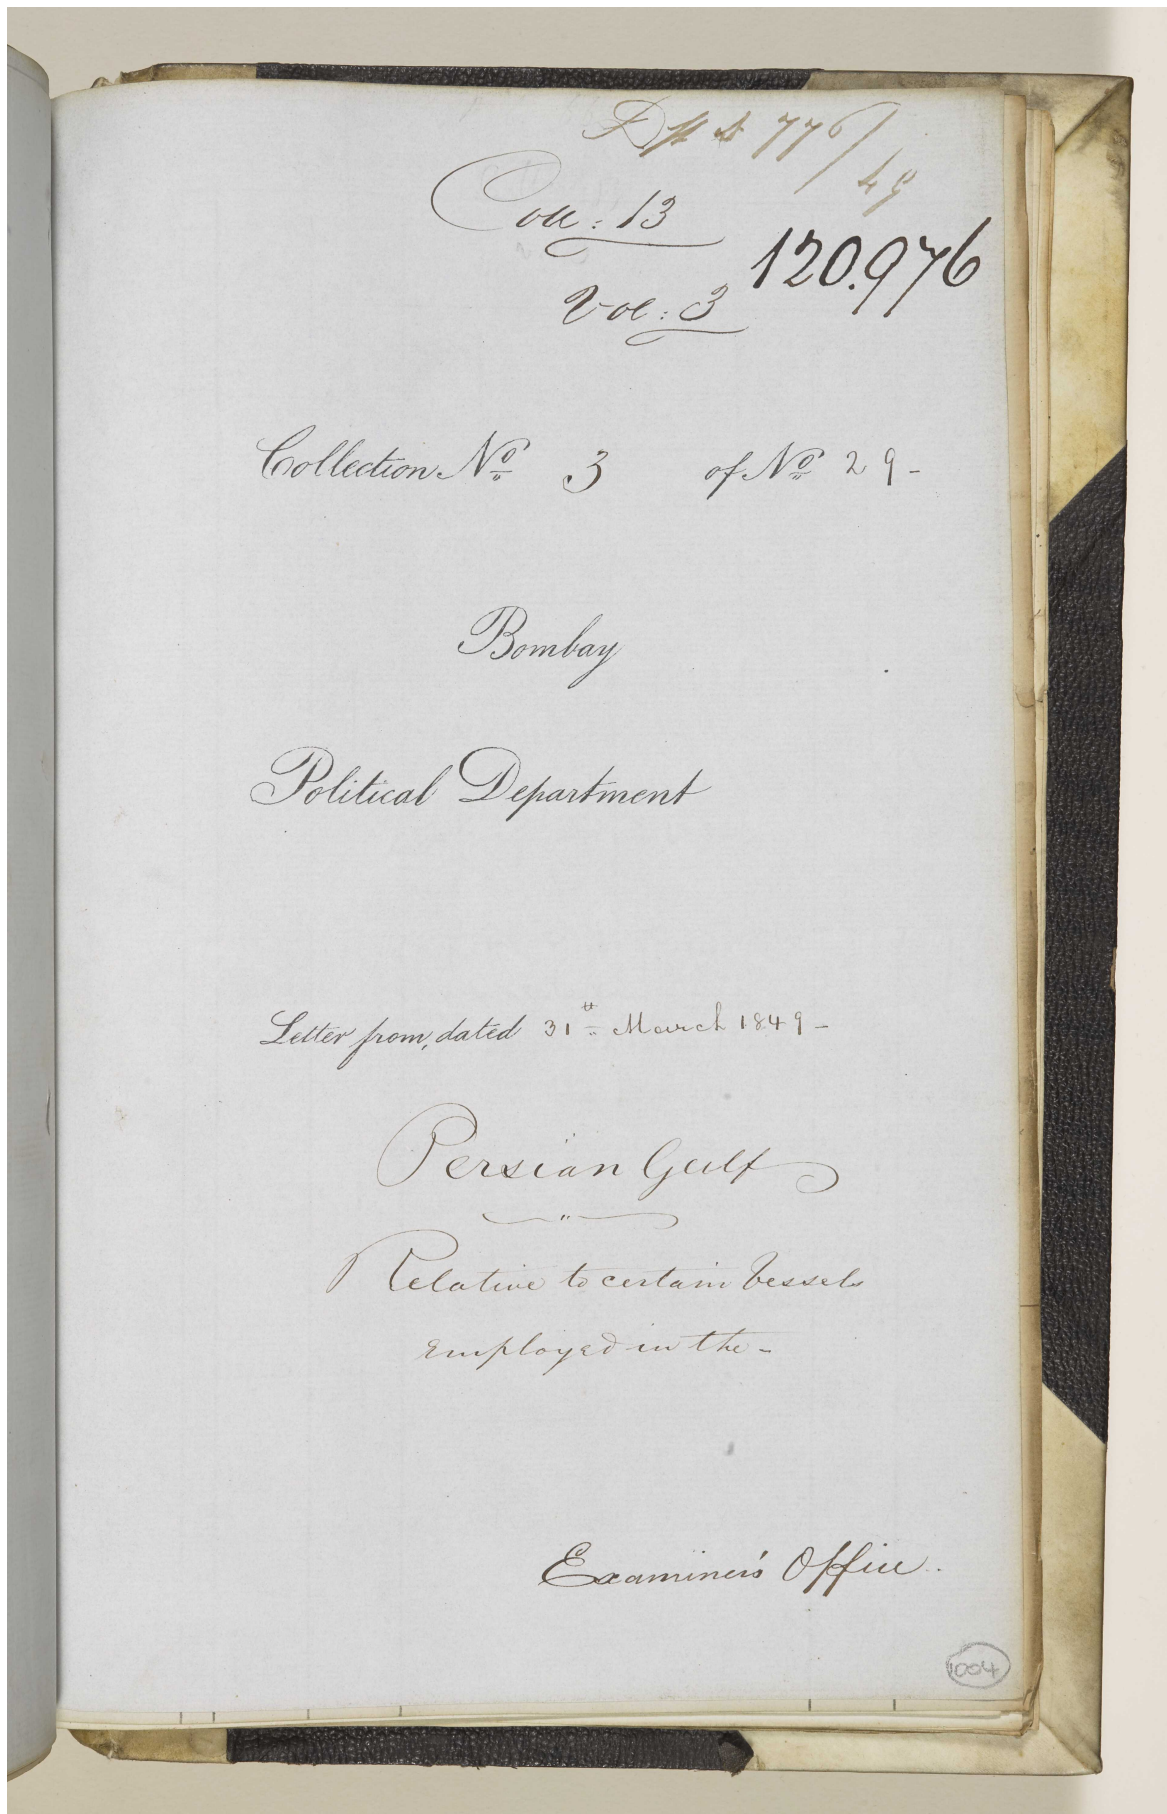 Dft 776/49
Coll: 13
120.976
Vol: 3
Collection No. 3 of No. 29-
Bombay
Political Department
Letter from, dated 31st March 1849-
Persian Gulf
Relative to certain Vessels
employed in the-
Examiner's Office.
1004